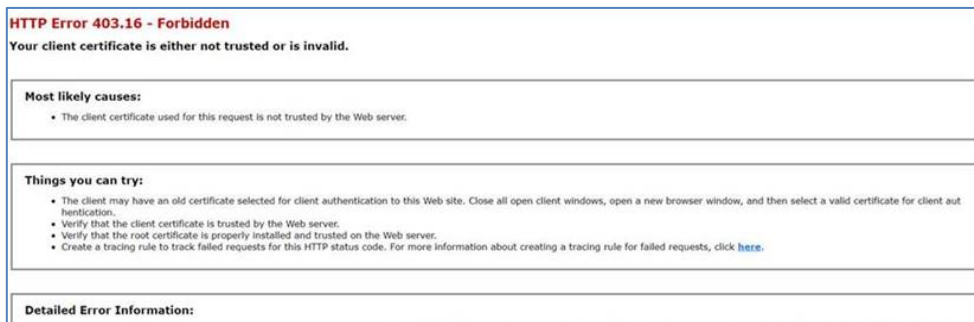 HTTP Error 403.16 - Forbidden
Your client certificate is either not trusted or is invalid.
Most likely causes:
• The client certificate used for this request is not trusted by the Web server.
Things you can try:
• The client may have an old certificate selected for client authentication to this Web site. Close all open client windows, open a new browser window, and then select a valid certificate for client aut
hentication.
• Verify that the client certificate is trusted by the Web server.
• Verify that the root certificate is properly installed and trusted on the Web server.
• Create a tracing rule to track failed requests for this HTTP status code. For more information about creating a tracing rule for failed requests, click here.
Detailed Error Information: